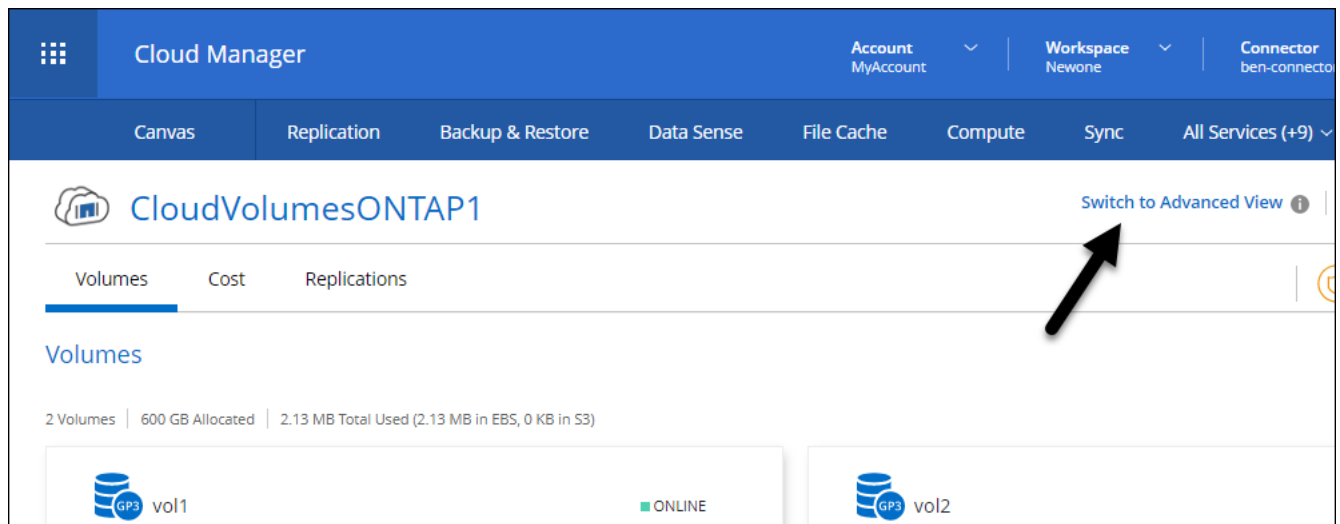 Cloud Manager
Account
MyAccount
Workspace
Newone
Connector
Canvas
Replication
Backup & Restore
Data Sense
File Cache
Compute
Sync
All Services (+9)
CloudVolumesONTAP1
Switch to Advanced View
Volumes
Cost
Replications
Volumes
2 Volumes
600 GB Allocated
2.13 MB Total Used (2.13 MB in EBS, 0 KB in S3)
GP3
vol1
ONLINE
GP3
vol2